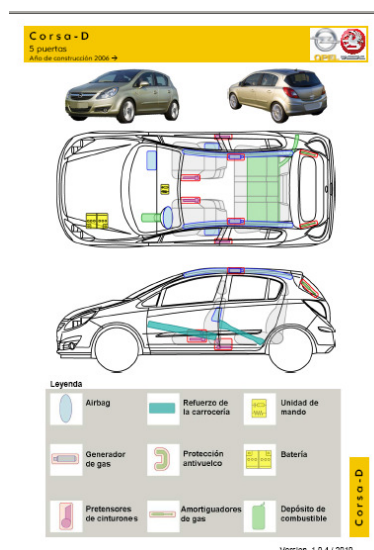 Corsa-D
5 puertas
Año de construcción 2006 →
OPEL
Leyenda
Airbag
Refuerzo de
la carrocería
Unidad de
mando
Generador
de gas
Protección
antivuelco
Batería
Pretensores
de cinturones
Amortiguadores
de gas
Depósito de
combustible
Corsa-D
Version 1.0.4 / 2010